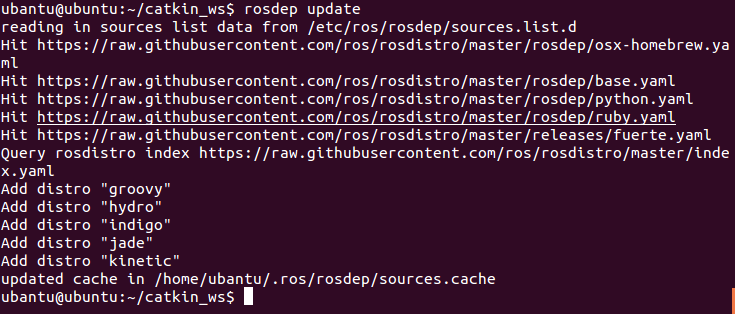 ubantu@ubuntu:~/catkin_ws$ rosdep update
reading in sources list data from /etc/ros/rosdep/sources.list.d
Hit https://raw.githubusercontent.com/ros/rosdistro/master/rosdep/osx-homebrew.ya
ml
Hit https://raw.githubusercontent.com/ros/rosdistro/master/rosdep/base.yaml
Hit https://raw.githubusercontent.com/ros/rosdistro/master/rosdep/python.yaml
Hit https://raw.githubusercontent.com/ros/rosdistro/master/rosdep/ruby.yaml
Hit https://raw.githubusercontent.com/ros/rosdistro/master/releases/fuerte.yaml
Query rosdistro index https://raw.githubusercontent.com/ros/rosdistro/master/inde
x.yaml
Add distro "groovy"
Add distro "hydro"
Add distro "indigo"
Add distro "jade"
Add distro "kinetic"
updated cache in /home/ubantu/.ros/rosdep/sources.cache
ubantu@ubuntu:~/catkin_ws$